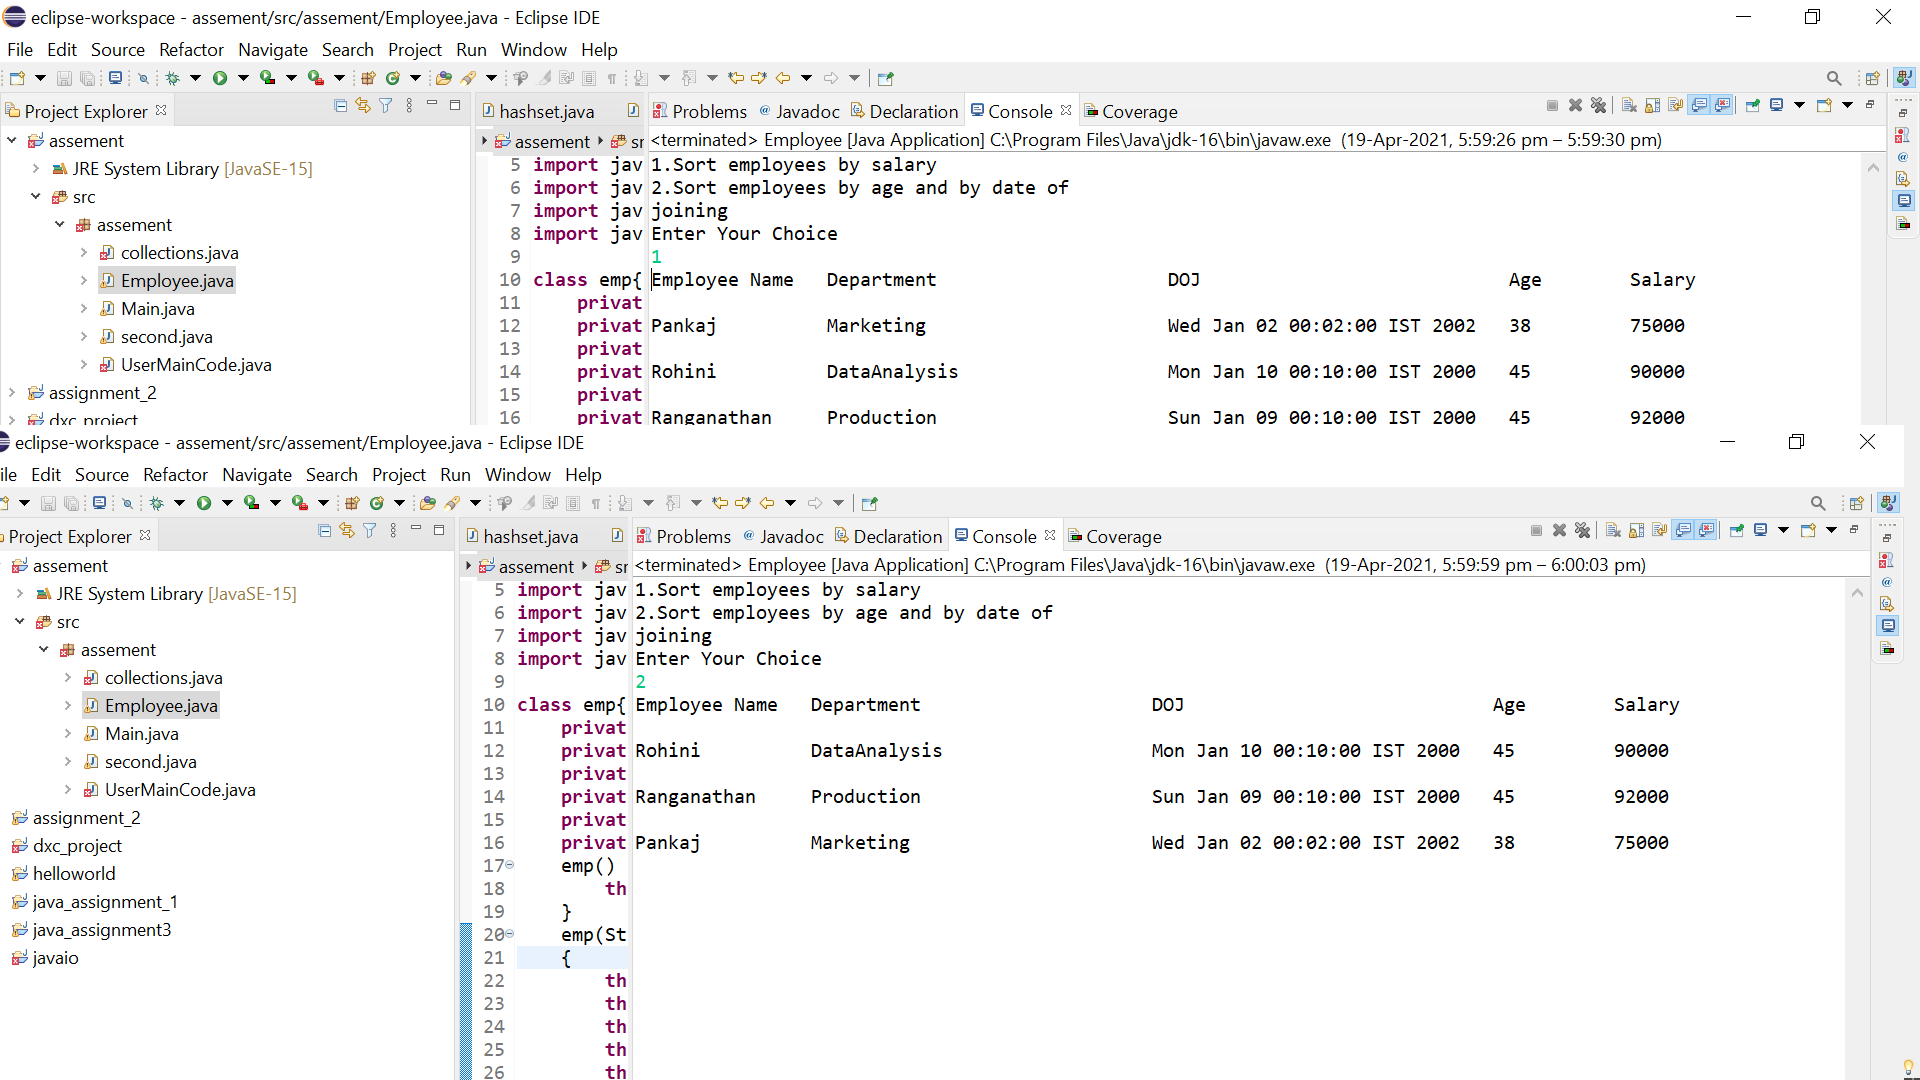 eclipse-workspace - assement/src/assement/Employee.java - Eclipse IDE
File Edit Source Refactor Navigate Search Project Run Window Help
Project Explorer
assement
JRE System Library [JavaSE-15]
src
assement
collections.java
Employee.java
Main.java
second.java
UserMainCode.java
assignment_2
dxc_project
hashset.java
assement sr
5 import jav
6 import jav
7 import jav
8 import jav
9
10 class emp{
11 privat
12 privat
13 privat
14 privat
15 privat
16 privat
Problems @ Javadoc Declaration Console Coverage
<terminated> Employee [Java Application] C:\Program Files\Java\jdk-16\bin\javaw.exe (19-Apr-2021, 5:59:26 pm – 5:59:30 pm)
1.Sort employees by salary
2.Sort employees by age and by date of
joining
Enter Your Choice
1
Employee Name Department DOJ Age Salary
Pankaj Marketing Wed Jan 02 00:02:00 IST 2002 38 75000
Rohini DataAnalysis Mon Jan 10 00:10:00 IST 2000 45 90000
Ranganathan Production Sun Jan 09 00:10:00 IST 2000 45 92000
eclipse-workspace - assement/src/assement/Employee.java - Eclipse IDE
ile Edit Source Refactor Navigate Search Project Run Window Help
Project Explorer
assement
JRE System Library [JavaSE-15]
src
assement
collections.java
Employee.java
Main.java
second.java
UserMainCode.java
assignment_2
dxc_project
helloworld
java_assignment_1
java_assignment3
javaio
hashset.java
assement sr
5 import jav
6 import jav
7 import jav
8 import jav
9
10 class emp{
11 privat
12 privat
13 privat
14 privat
15 privat
16 privat
17 emp()
18 th
19 }
20 emp(St
21 {
22 th
23 th
24 th
25 th
26 th
Problems @ Javadoc Declaration Console Coverage
<terminated> Employee [Java Application] C:\Program Files\Java\jdk-16\bin\javaw.exe (19-Apr-2021, 5:59:59 pm – 6:00:03 pm)
1.Sort employees by salary
2.Sort employees by age and by date of
joining
Enter Your Choice
2
Employee Name Department DOJ Age Salary
Rohini DataAnalysis Mon Jan 10 00:10:00 IST 2000 45 90000
Ranganathan Production Sun Jan 09 00:10:00 IST 2000 45 92000
Pankaj Marketing Wed Jan 02 00:02:00 IST 2002 38 75000